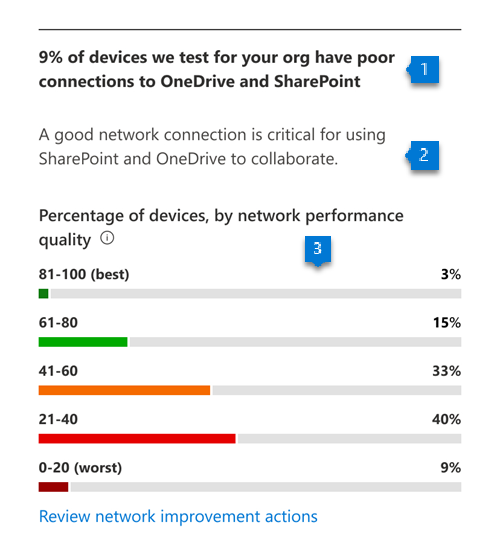 9% of devices we test for your org have poor
connections to OneDrive and SharePoint
1
A good network connection is critical for using
SharePoint and OneDrive to collaborate.
2
Percentage of devices, by network performance
quality
3
81-100 (best) 3%
61-80 15%
41-60 33%
21-40 40%
0-20 (worst) 9%
Review network improvement actions